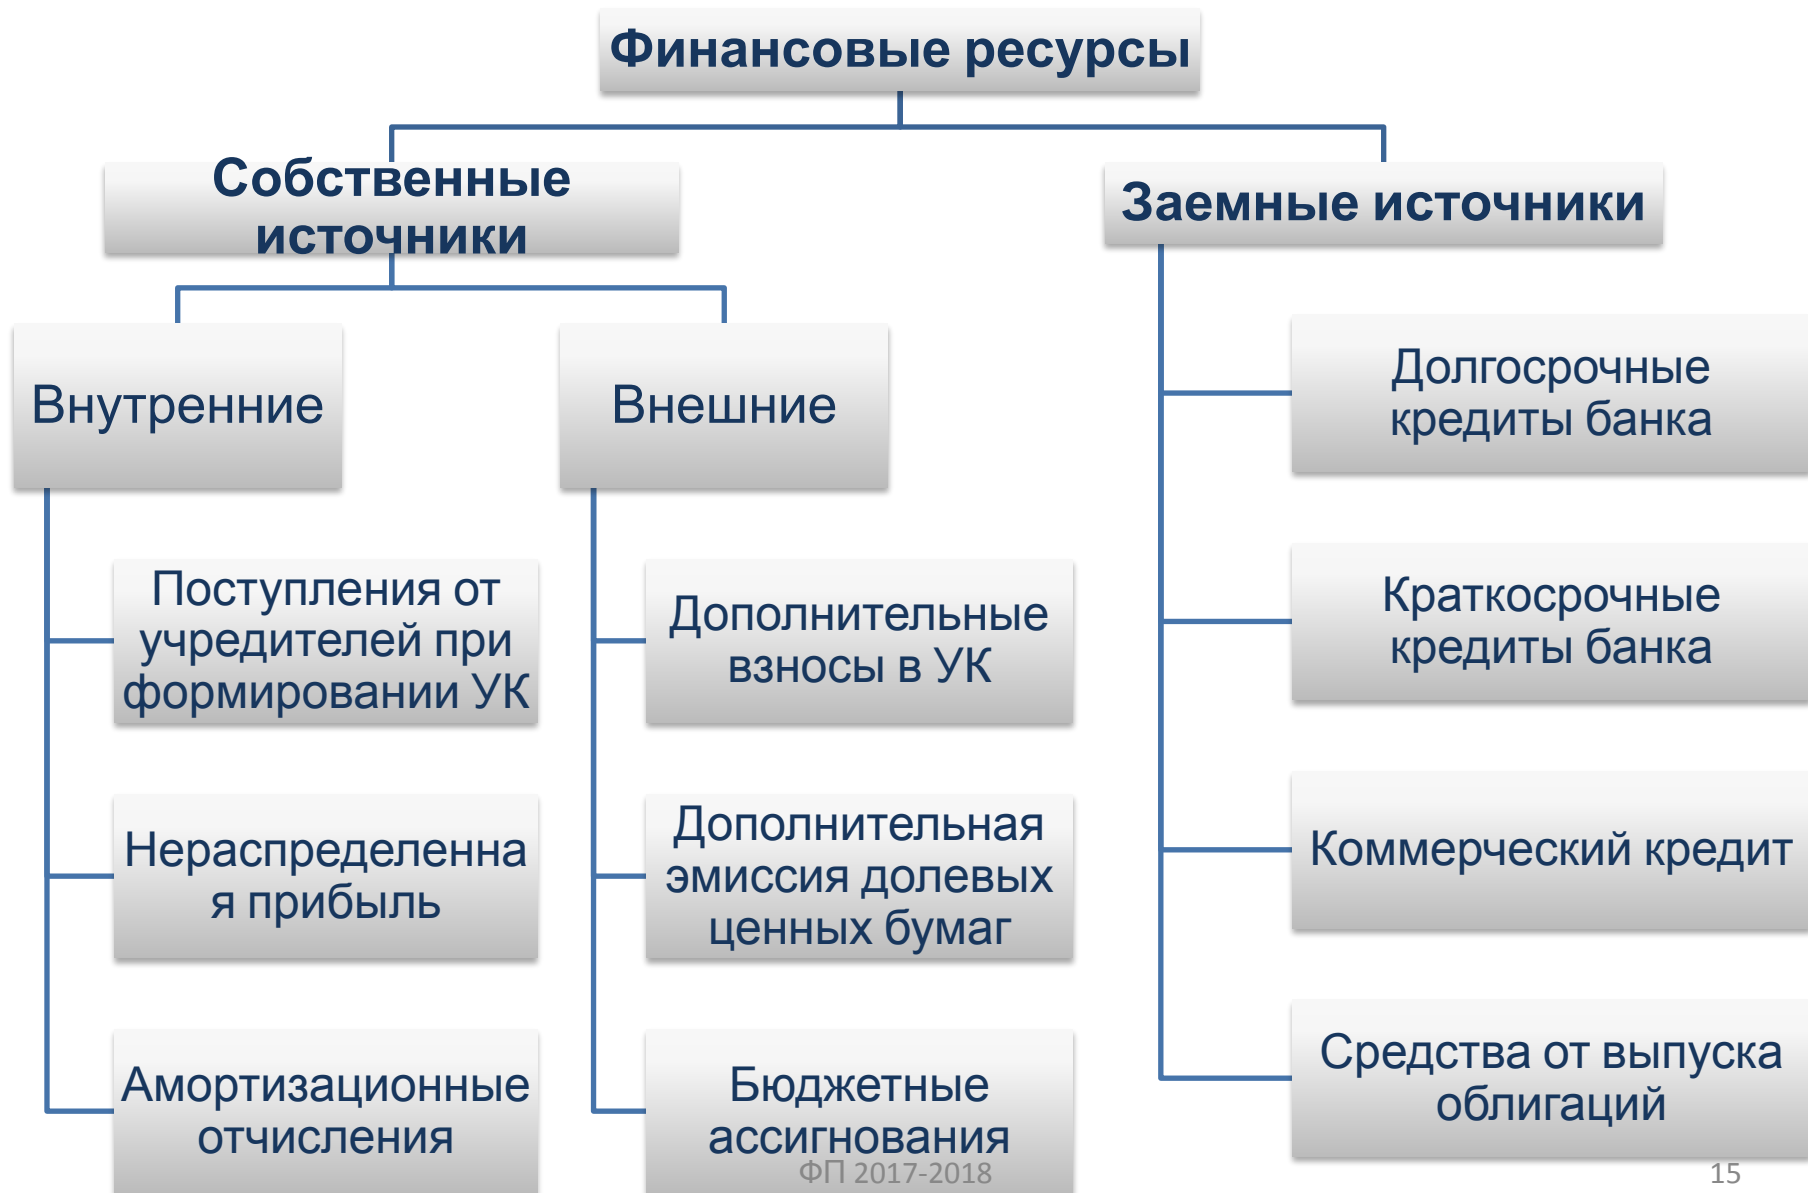 Финансовые ресурсы
Собственные
источники
Заемные источники
Внутренние
Внешние
Поступления от
учредителей при
формировании УК
Нераспределенна
я прибыль
Амортизационные
отчисления
Дополнительные
взносы в УК
Дополнительная
эмиссия долевых
ценных бумаг
Бюджетные
ассигнования
Долгосрочные
кредиты банка
Краткосрочные
кредиты банка
Коммерческий кредит
Средства от выпуска
облигаций
ФП 2017-2018
15